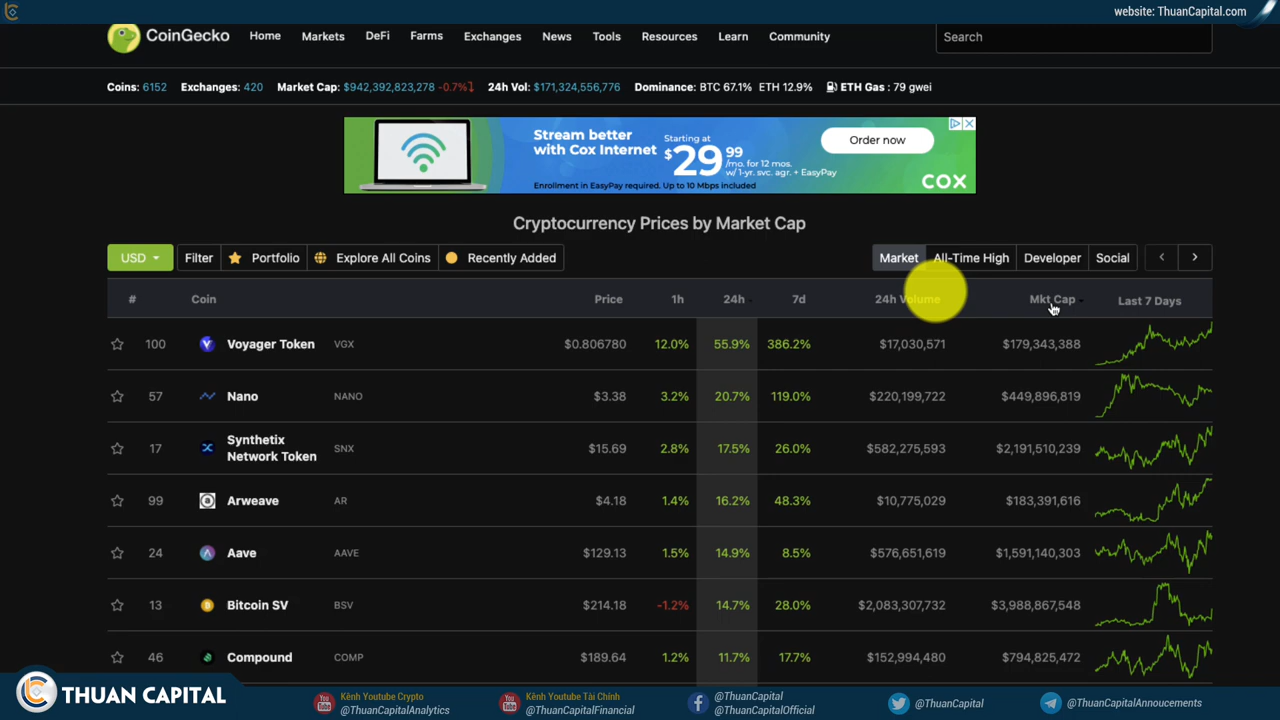 website: ThuanCapital.com
CoinGecko Home Markets DeFi Farms Exchanges News Tools Resources Learn Community Search
Coins: 6152 Exchanges: 420 Market Cap: $942,392,823,278 -0.7% 24h Vol: $171,324,556,776 Dominance: BTC 67.1% ETH 12.9% ETH Gas : 79 gwei
Stream better
with Cox Internet
Starting at
$29 99
/mo. for 12 mos.
w/ 1-yr. svc. agr. + EasyPay
Enrollment in EasyPay required. Up to 10 Mbps included
Order now
COX
Cryptocurrency Prices by Market Cap
USD Filter Portfolio Explore All Coins Recently Added Market All-Time High Developer Social
# Coin Price 1h 24h 7d 24h Volume Mkt Cap Last 7 Days
100 Voyager Token VGX $0.806780 12.0% 55.9% 386.2% $17,030,571 $179,343,388
57 Nano NANO $3.38 3.2% 20.7% 119.0% $220,199,722 $449,896,819
17 Synthetix Network Token SNX $15.69 2.8% 17.5% 26.0% $582,275,593 $2,191,510,239
99 Arweave AR $4.18 1.4% 16.2% 48.3% $10,775,029 $183,391,616
24 Aave AAVE $129.13 1.5% 14.9% 8.5% $576,651,619 $1,591,140,303
13 Bitcoin SV BSV $214.18 -1.2% 14.7% 28.0% $2,083,307,732 $3,988,867,548
46 Compound COMP $189.64 1.2% 11.7% 17.7% $152,994,480 $794,825,472
THUAN CAPITAL
Kênh Youtube Crypto
@ThuanCapitalAnalytics
Kênh Youtube Tài Chính
@ThuanCapitalFinancial
@ThuanCapital
@ThuanCapitalOfficial
@ThuanCapital
@ThuanCapitalAnnoucements